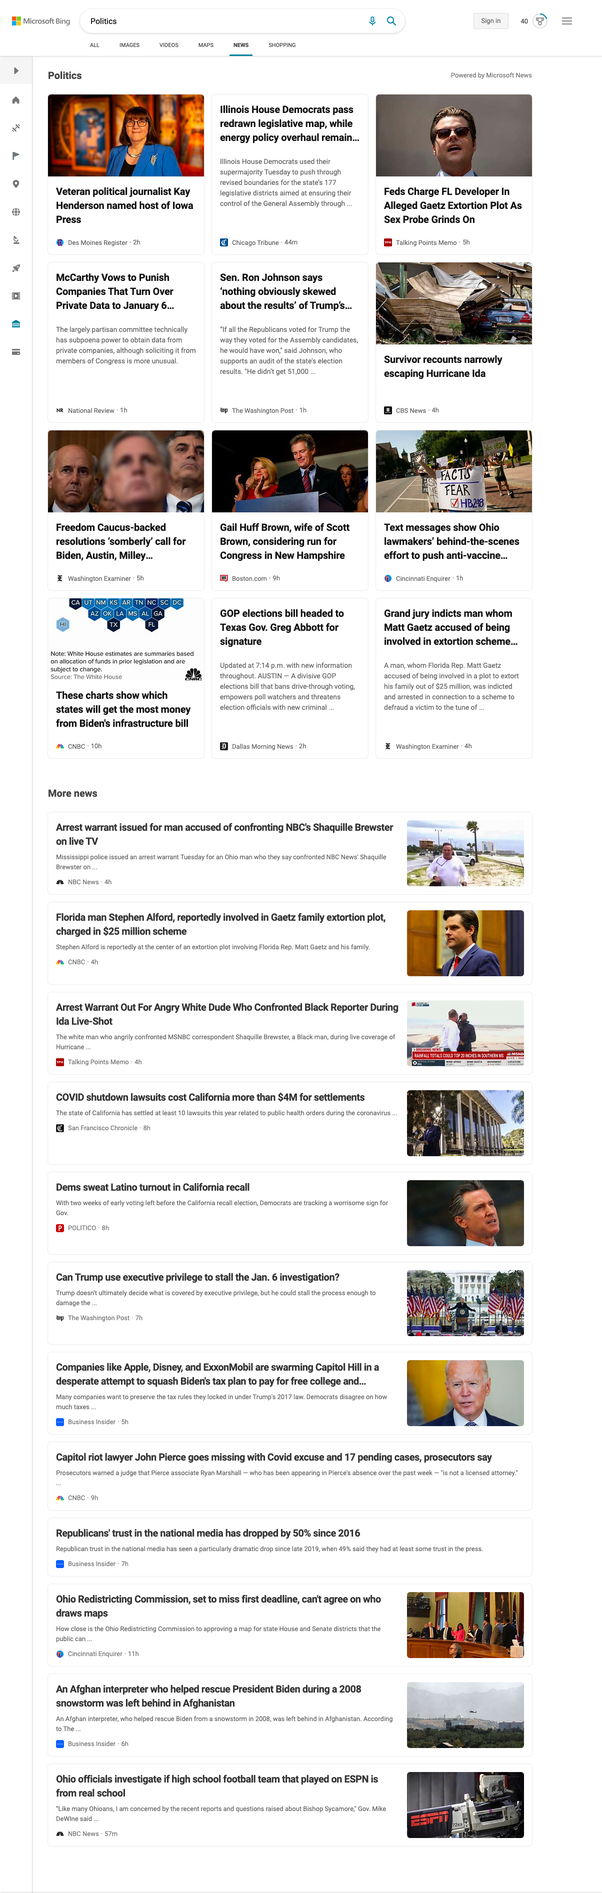 Microsoft Bing
Politics
Sign in
40
ALL
IMAGES
VIDEOS
MAPS
NEWS
SHOPPING
Politics
Powered by Microsoft News
Veteran political journalist Kay
Henderson named host of Iowa
Press
Des Moines Register · 2h
Illinois House Democrats pass
redrawn legislative map, while
energy policy overhaul remain...
Illinois House Democrats used their
supermajority Tuesday to push through
revised boundaries for the state's 177
legislative districts aimed at ensuring their
control of the General Assembly through ...
Chicago Tribune · 44m
Feds Charge FL Developer In
Alleged Gaetz Extortion Plot As
Sex Probe Grinds On
Talking Points Memo · 5h
McCarthy Vows to Punish
Companies That Turn Over
Private Data to January 6...
The largely partisan committee technically
has subpoena power to obtain data from
private companies, although soliciting it from
members of Congress is more unusual.
NR National Review · 1h
Sen. Ron Johnson says
'nothing obviously skewed
about the results' of Trump's...
"If all the Republicans voted for Trump the
way they voted for the Assembly candidates,
he would have won," said Johnson, who
supports an audit of the state's election
results. "He didn't get 51,000 ...
wp The Washington Post · 1h
Survivor recounts narrowly
escaping Hurricane Ida
CBS News · 4h
Freedom Caucus-backed
resolutions 'somberly' call for
Biden, Austin, Milley...
Washington Examiner · 5h
Gail Huff Brown, wife of Scott
Brown, considering run for
Congress in New Hampshire
Boston.com · 9h
FACTS
FEAR
HB248
Text messages show Ohio
lawmakers' behind-the-scenes
effort to push anti-vaccine...
Cincinnati Enquirer · 1h
CA UT NM KS AR TN NC SC DC
AZ OK LA MS AL GA
HI TX FL
Note: White House estimates are summaries based
on allocation of funds in prior legislation and are
subject to change.
Source: The White House
CNBC
These charts show which
states will get the most money
from Biden's infrastructure bill
CNBC · 10h
GOP elections bill headed to
Texas Gov. Greg Abbott for
signature
Updated at 7:14 p.m. with new information
throughout. AUSTIN — A divisive GOP
elections bill that bans drive-through voting,
empowers poll watchers and threatens
election officials with new criminal ...
Dallas Morning News · 2h
Grand jury indicts man whom
Matt Gaetz accused of being
involved in extortion scheme...
A man, whom Florida Rep. Matt Gaetz
accused of being involved in a plot to extort
his family out of $25 million, was indicted
and arrested in connection to a scheme to
defraud a victim to the tune of ...
Washington Examiner · 4h
More news
Arrest warrant issued for man accused of confronting NBC's Shaquille Brewster
on live TV
Mississippi police issued an arrest warrant Tuesday for an Ohio man who they say confronted NBC News' Shaquille
Brewster on ...
NBC News · 4h
Florida man Stephen Alford, reportedly involved in Gaetz family extortion plot,
charged in $25 million scheme
Stephen Alford is reportedly at the center of an extortion plot involving Florida Rep. Matt Gaetz and his family.
CNBC · 4h
Arrest Warrant Out For Angry White Dude Who Confronted Black Reporter During
Ida Live-Shot
The white man who angrily confronted MSNBC correspondent Shaquille Brewster, a Black man, during live coverage of
Hurricane ...
Talking Points Memo · 4h
RAINFALL TOTALS COULD TOP 20 INCHES IN SOUTHERN MS
COVID shutdown lawsuits cost California more than $4M for settlements
The state of California has settled at least 10 lawsuits this year related to public health orders during the coronavirus ...
San Francisco Chronicle · 8h
Dems sweat Latino turnout in California recall
With two weeks of early voting left before the California recall election, Democrats are tracking a worrisome sign for
Gov.
POLITICO · 8h
Can Trump use executive privilege to stall the Jan. 6 investigation?
Trump doesn't ultimately decide what is covered by executive privilege, but he could stall the process enough to
damage the ...
wp The Washington Post · 7h
Companies like Apple, Disney, and ExxonMobil are swarming Capitol Hill in a
desperate attempt to squash Biden's tax plan to pay for free college and...
Many companies want to preserve the tax rules they locked in under Trump's 2017 law. Democrats disagree on how
much taxes ...
Business Insider · 5h
Capitol riot lawyer John Pierce goes missing with Covid excuse and 17 pending cases, prosecutors say
Prosecutors warned a judge that Pierce associate Ryan Marshall — who has been appearing in Pierce's absence over the past week — "is not a licensed attorney."
...
CNBC · 9h
Republicans' trust in the national media has dropped by 50% since 2016
Republican trust in the national media has seen a particularly dramatic drop since late 2019, when 49% said they had at least some trust in the press.
Business Insider · 7h
Ohio Redistricting Commission, set to miss first deadline, can't agree on who
draws maps
How close is the Ohio Redistricting Commission to approving a map for state House and Senate districts that the
public can ...
Cincinnati Enquirer · 11h
An Afghan interpreter who helped rescue President Biden during a 2008
snowstorm was left behind in Afghanistan
An Afghan interpreter, who helped rescue Biden from a snowstorm in 2008, was left behind in Afghanistan. According
to The ...
Business Insider · 6h
Ohio officials investigate if high school football team that played on ESPN is
from real school
"Like many Ohioans, I am concerned by the recent reports and questions raised about Bishop Sycamore," Gov. Mike
DeWine said ...
NBC News · 57m
ESPN